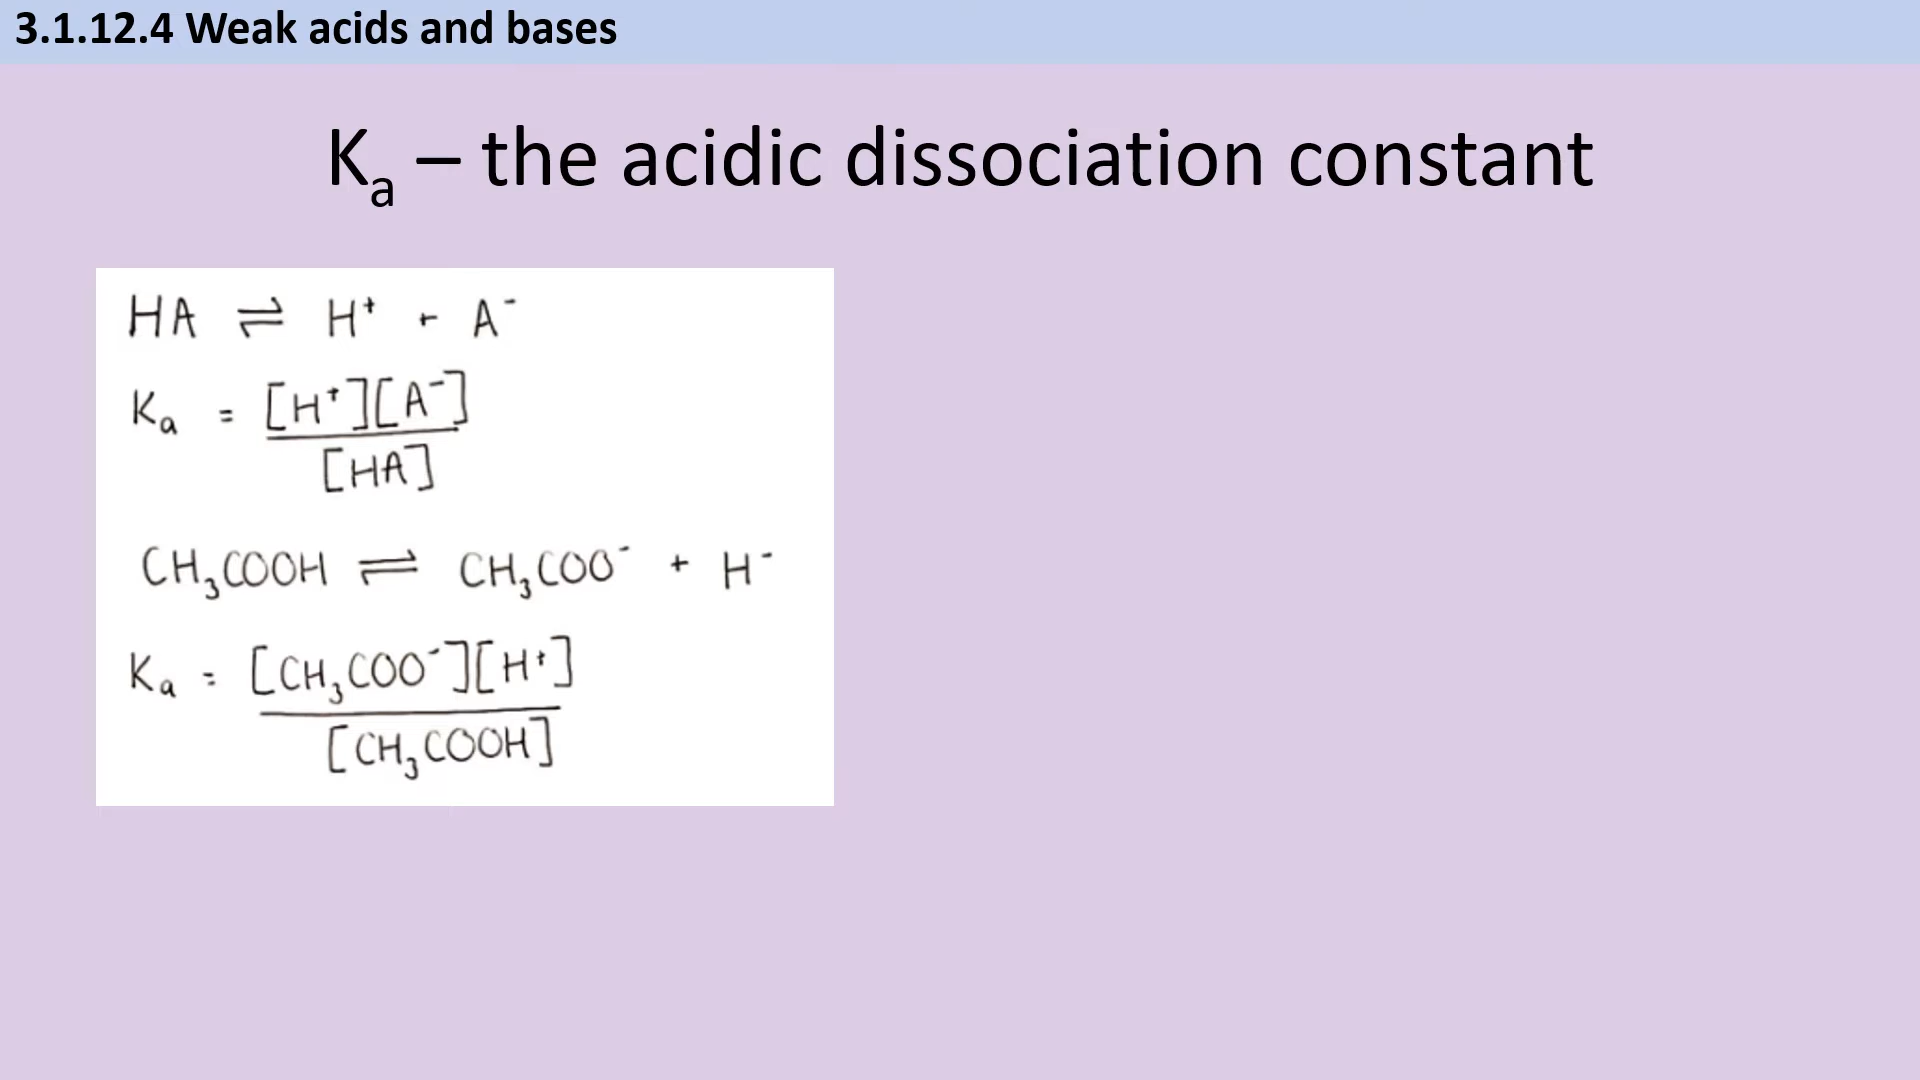 3.1.12.4 Weak acids and bases
Kₐ – the acidic dissociation constant
HA ⇌ H⁺ + A⁻
Kₐ = [H⁺][A⁻]
[HA]
CH₃COOH ⇌ CH₃COO⁻ + H⁻
Kₐ = [CH₃COO⁻][H⁺]
[CH₃COOH]